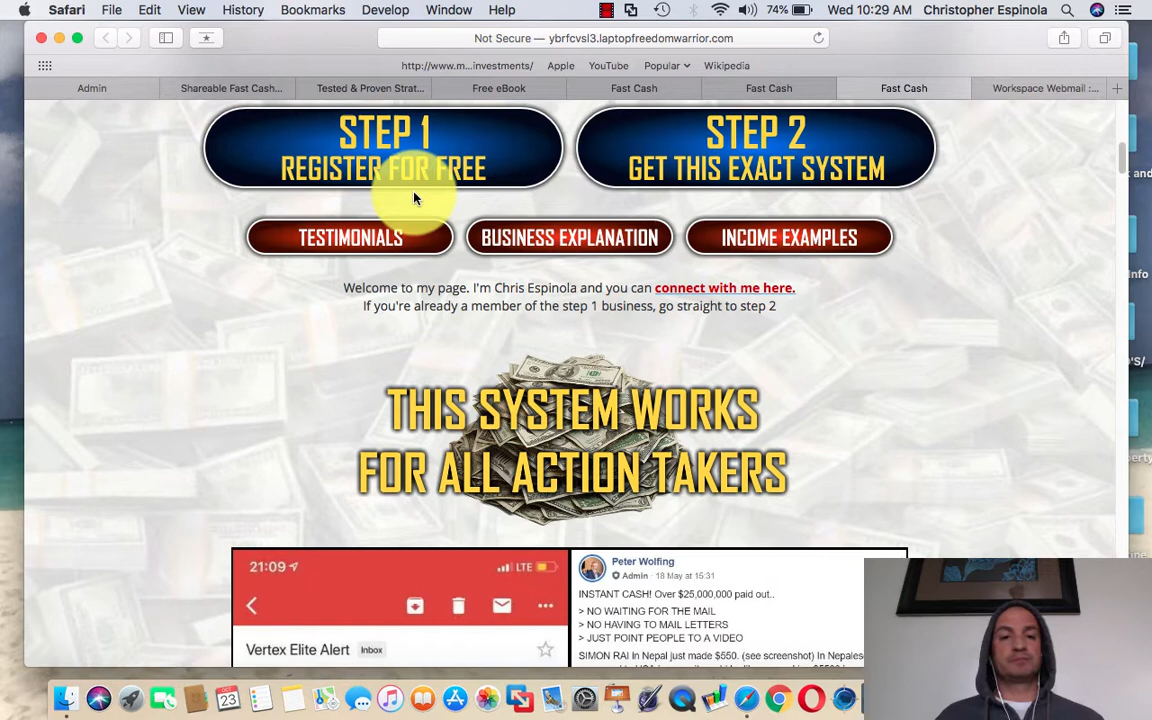 Safari File Edit View History Bookmarks Develop Window Help 74% Wed 10:29 AM Christopher Espinola
Not Secure — ybrfcvsl3.laptopfreedomwarrior.com
http://www.m...investments/ Apple YouTube Popular Wikipedia
Admin Shareable Fast Cash... Tested & Proven Strat... Free eBook Fast Cash Fast Cash Fast Cash Workspace Webmail :...
STEP 1
REGISTER FOR FREE
STEP 2
GET THIS EXACT SYSTEM
TESTIMONIALS
BUSINESS EXPLANATION
INCOME EXAMPLES
Welcome to my page. I'm Chris Espinola and you can connect with me here.
If you're already a member of the step 1 business, go straight to step 2
THIS SYSTEM WORKS
FOR ALL ACTION TAKERS
21:09 LTE
Vertex Elite Alert Inbox
Peter Wolfing
Admin · 18 May at 15:31
INSTANT CASH! Over $25,000,000 paid out..
> NO WAITING FOR THE MAIL
> NO HAVING TO MAIL LETTERS
> JUST POINT PEOPLE TO A VIDEO
SIMON RAI In Nepal just made $550. (see screenshot) In Nepales
OCT
23